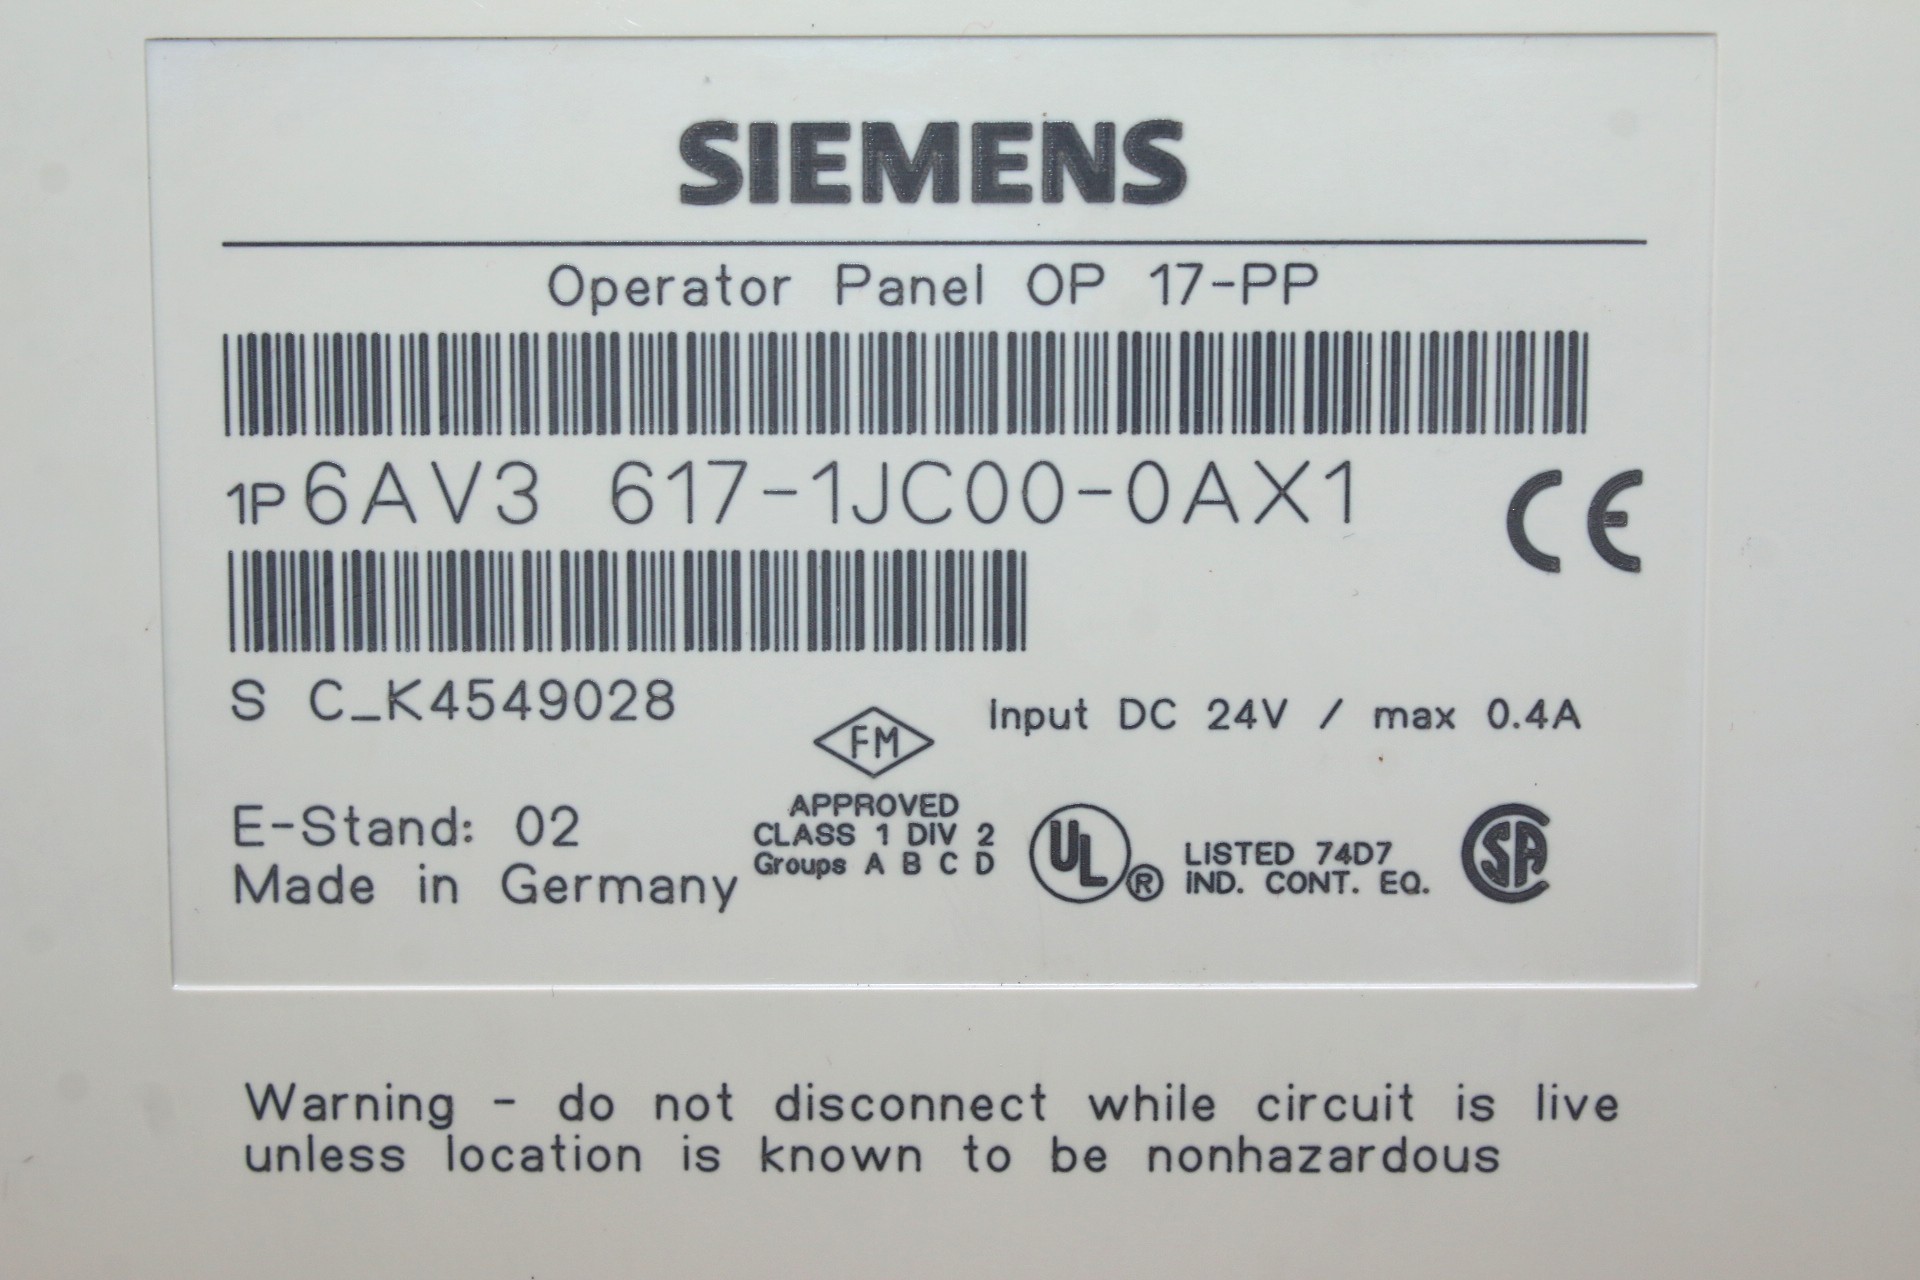 SIEMENS
Operator Panel OP 17-PP
1P 6AV3 617-1JC00-0AX1
CE
S C_K4549028
Input DC 24V / max 0.4A
FM
APPROVED
CLASS 1 DIV 2
Groups A B C D
E-Stand: 02
Made in Germany
UL ®
LISTED 74D7
IND. CONT. EQ.
SA
Warning - do not disconnect while circuit is live
unless location is known to be nonhazardous